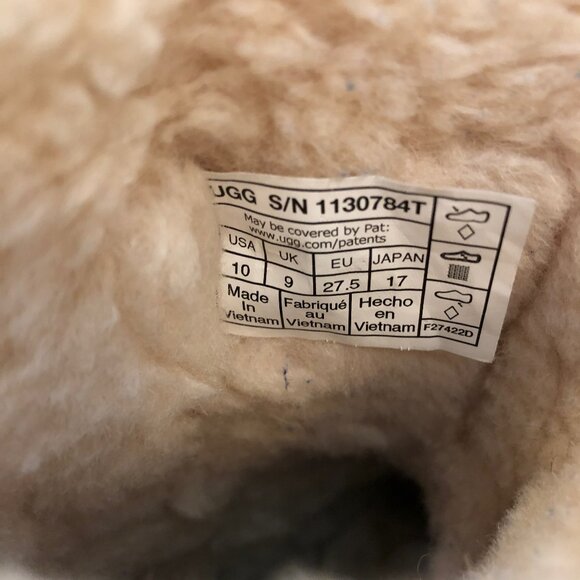 UGG S/N 1130784T
May be covered by Pat:
www.ugg.com/patents
USA UK EU JAPAN
10 9 27.5 17
Made Fabriqué Hecho
In au en
Vietnam Vietnam Vietnam F27422D